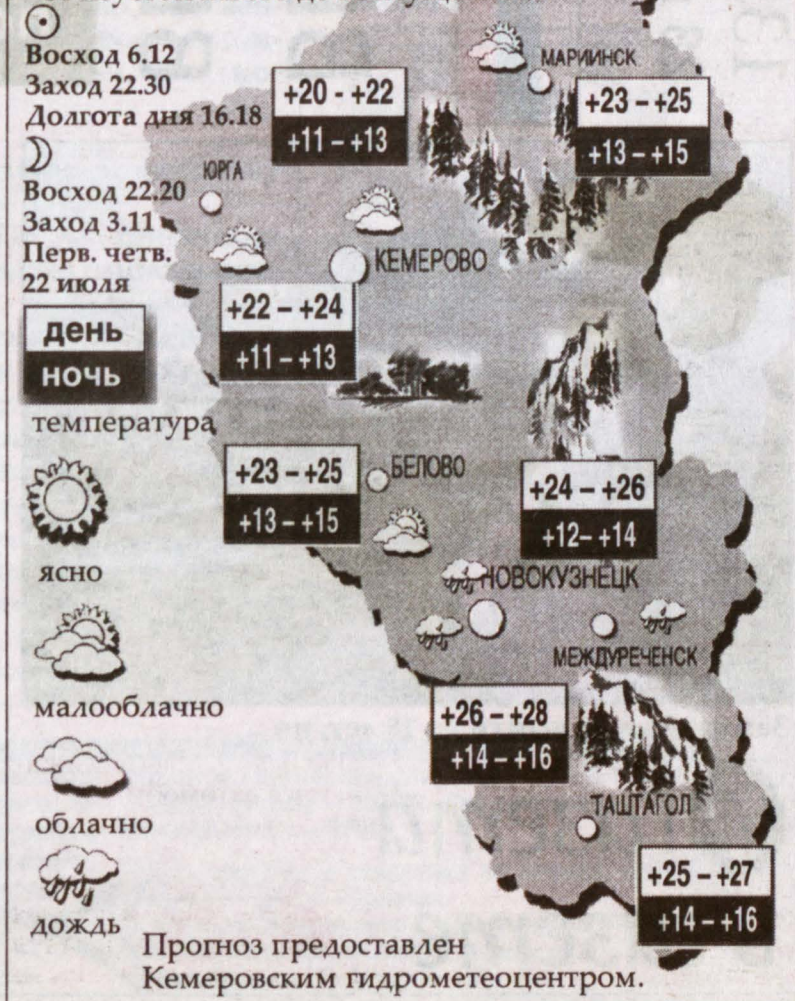 Восход 6.12
Заход 22.30
Долгота дня 16.18
Восход 22.20
Заход 3.11
Перв. четв.
22 июля
день
ночь
температура
ясно
малооблачно
облачно
дождь
МАРИИНСК
+23 – +25
+13 – +15
+20 - +22
+11 – +13
ЮРГА
КЕМЕРОВО
+22 – +24
+11 – +13
+23 – +25
+13 – +15
БЕЛОВО
+24 – +26
+12– +14
НОВОКУЗНЕЦК
МЕЖДУРЕЧЕНСК
+26 – +28
+14 – +16
ТАШТАГОЛ
+25 – +27
+14 – +16
Прогноз предоставлен
Кемеровским гидрометеоцентром.